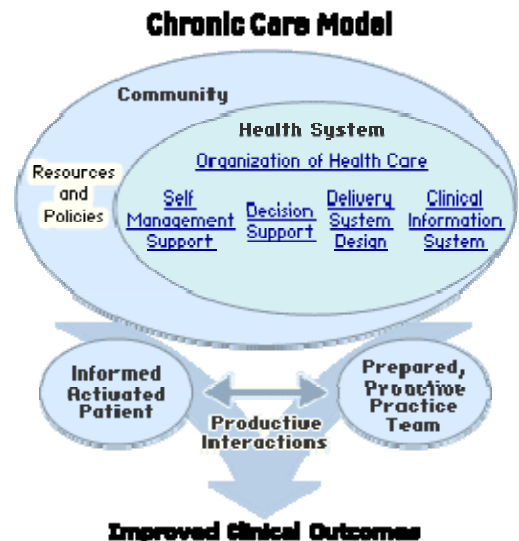 Chronic Care Model
Community
Health System
Organization of Health Care
Resources
and
Policies
Self
Management
Support
Decision
Support
Delivery
System
Design
Clinical
Information
System
Informed
Activated
Patient
Productive
Interactions
Prepared,
Proactive
Practice
Team
Improved Clinical Outcomes